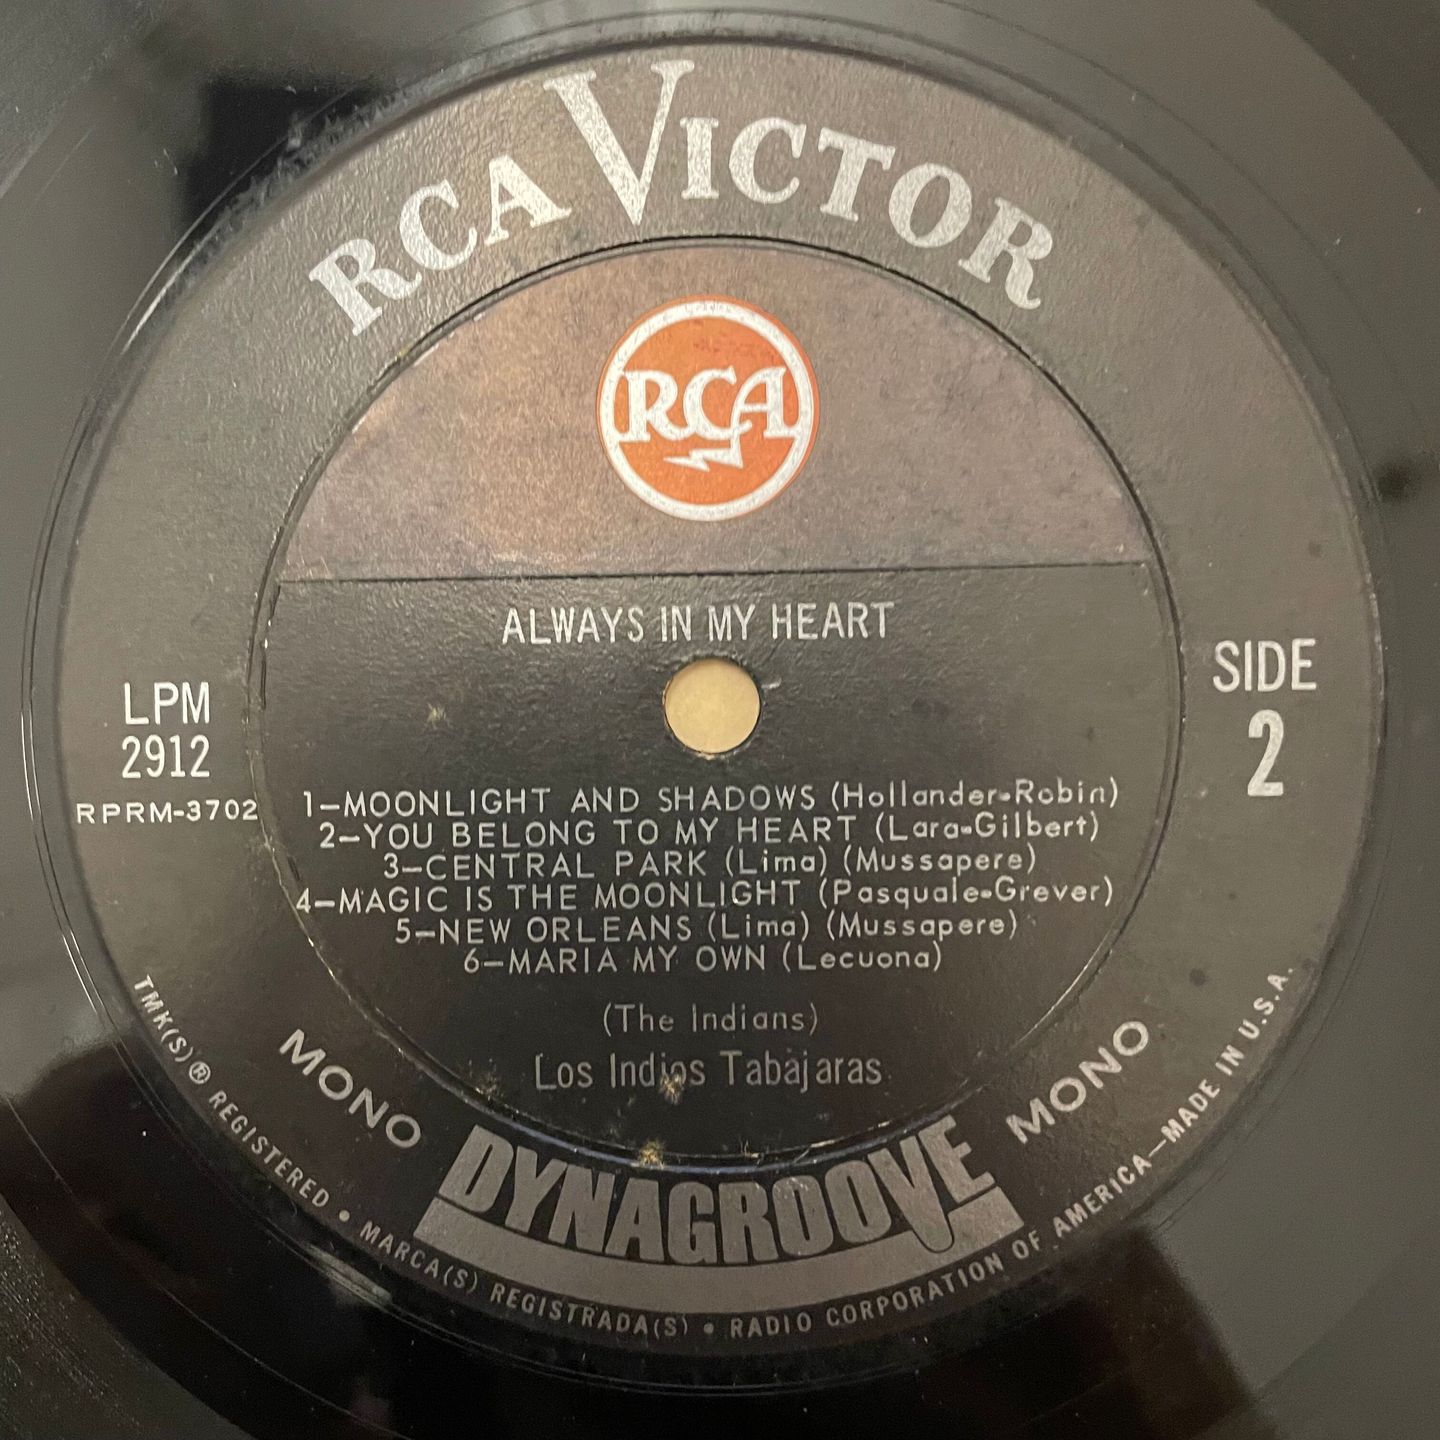 RCA VICTOR
RCA
ALWAYS IN MY HEART
LPM
2912
RPRM-3702
SIDE
2
1—MOONLIGHT AND SHADOWS (Hollander-Robin)
2—YOU BELONG TO MY HEART (Lara-Gilbert)
3—CENTRAL PARK (Lima) (Mussapere)
4—MAGIC IS THE MOONLIGHT (Pasquale-Grever)
5—NEW ORLEANS (Lima) (Mussapere)
6—MARIA MY OWN (Lecuona)
(The Indians)
Los Indios Tabajaras
MONO
DYNAGROOVE
MONO
TMK(S) ® REGISTERED • MARCA(S) REGISTRADA(S) • RADIO CORPORATION OF AMERICA—MADE IN U.S.A.